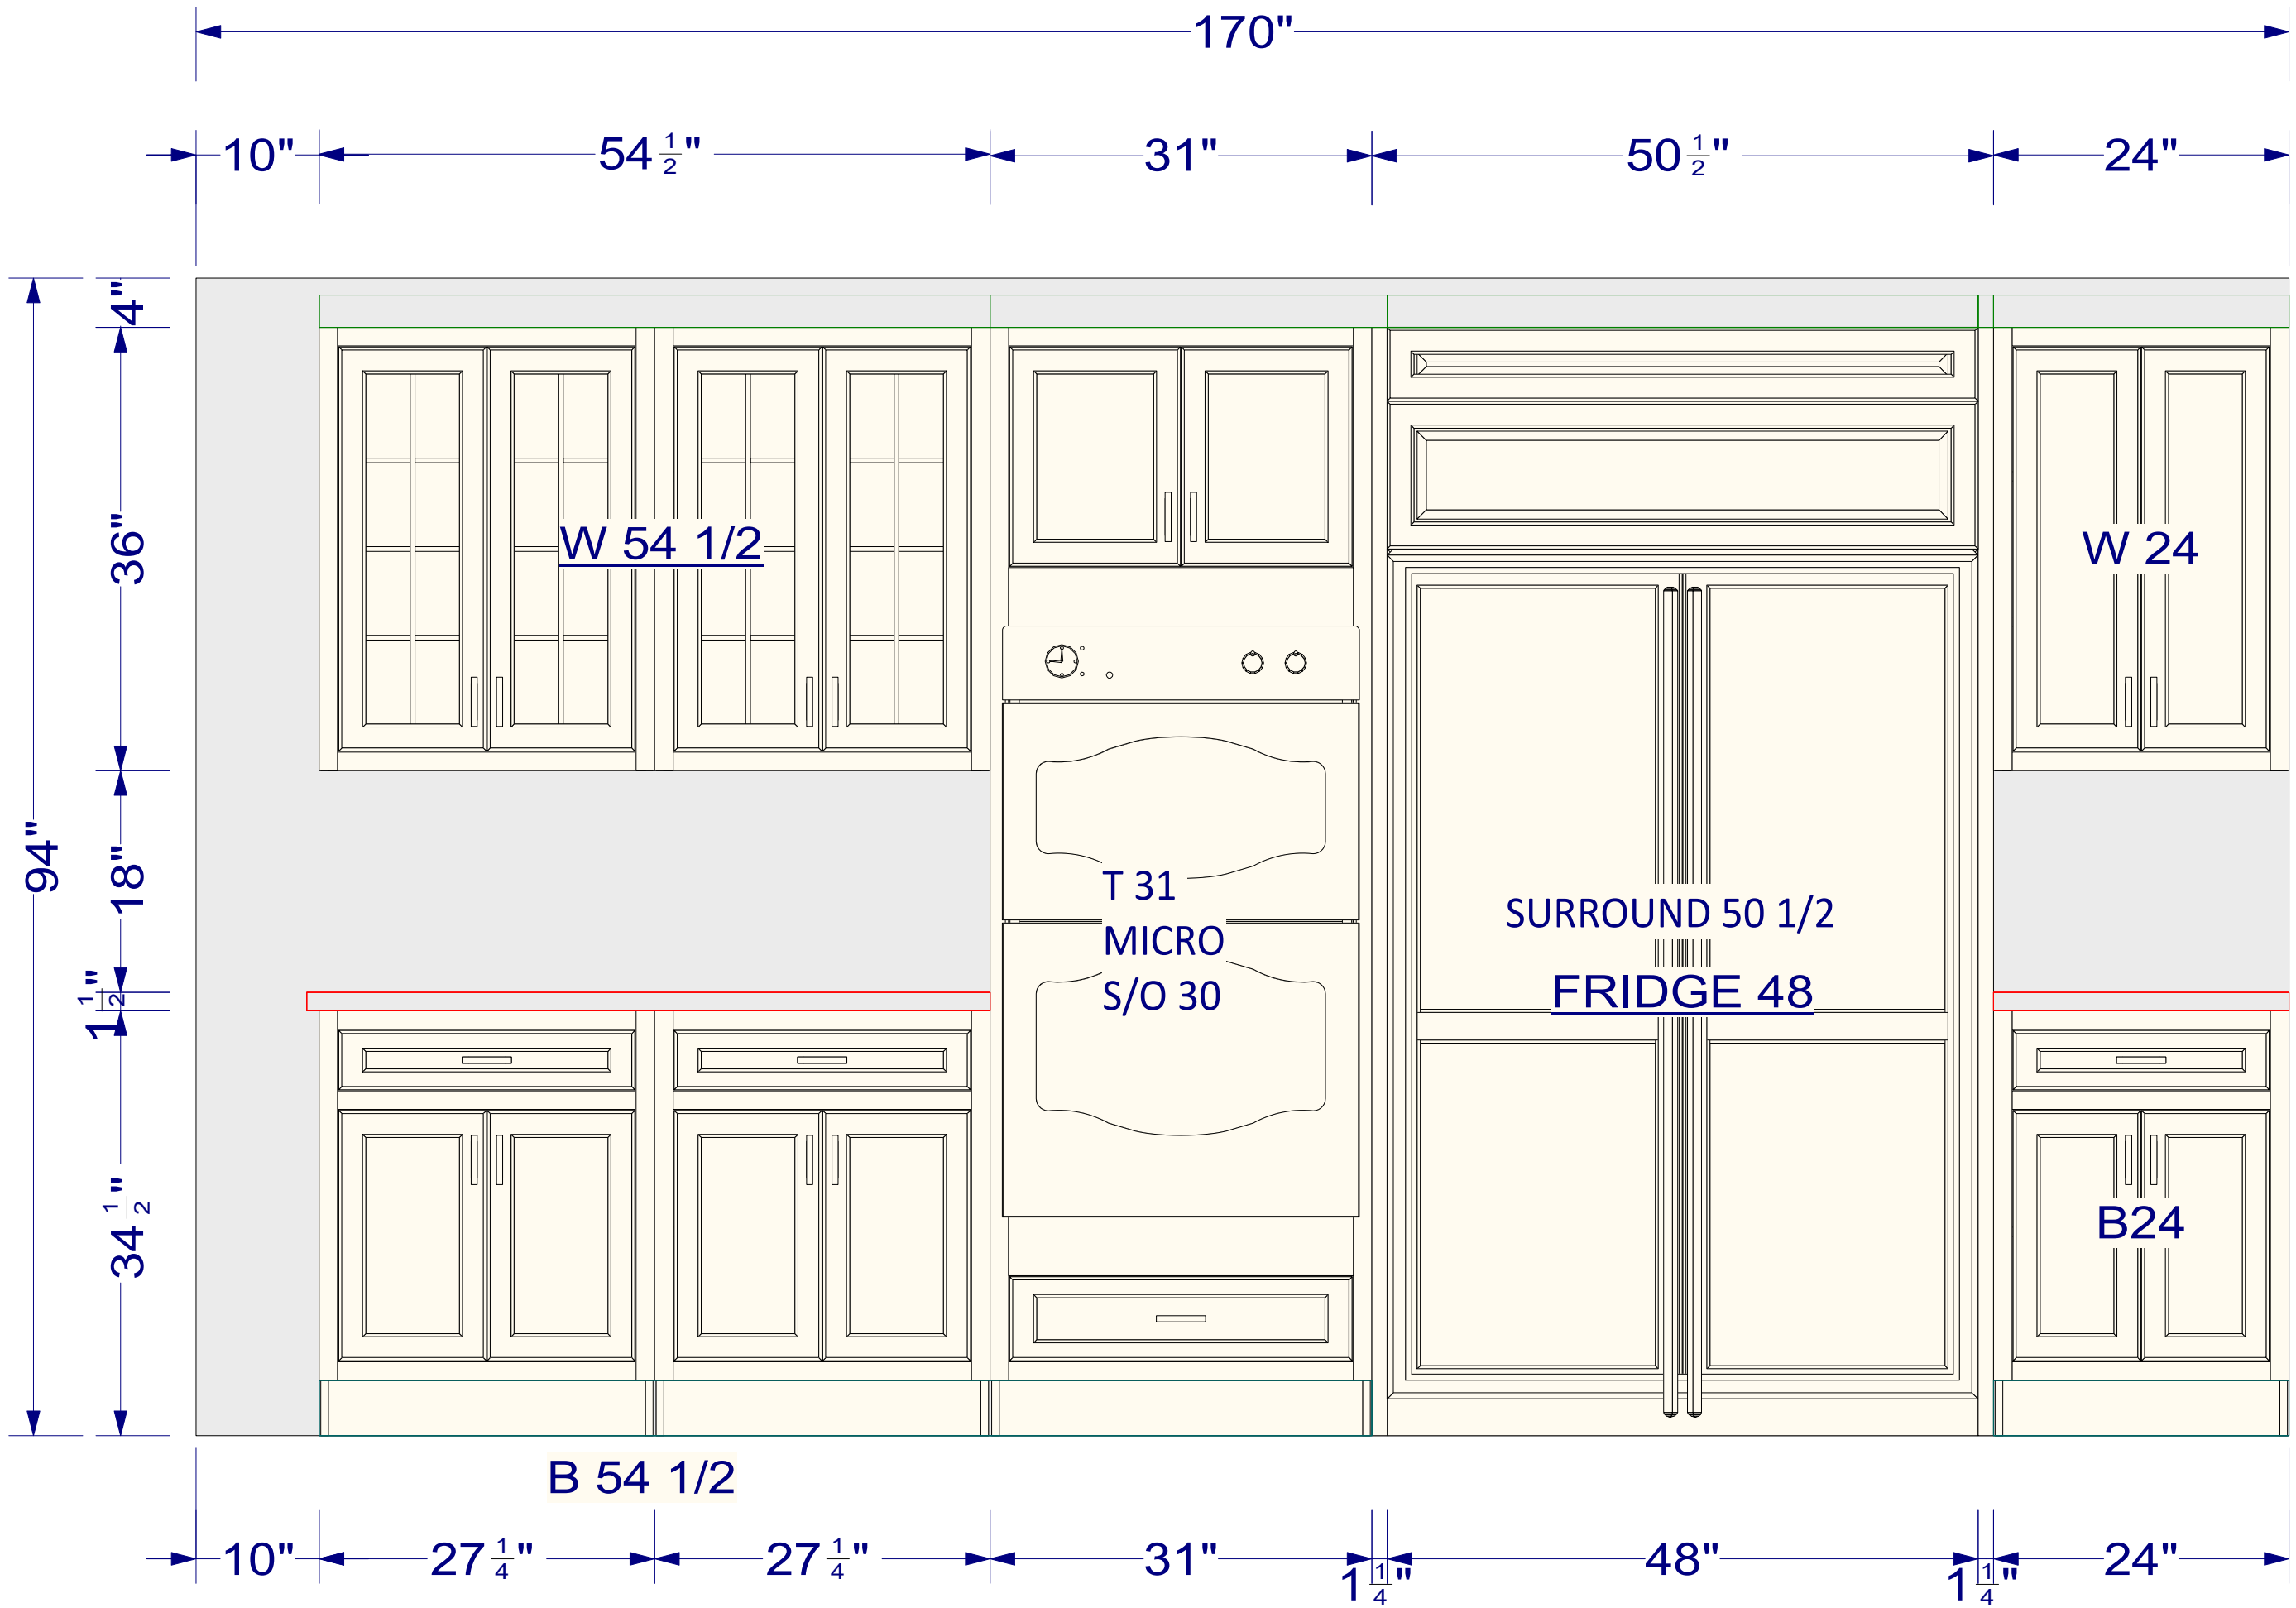 170"
10"
54 1/2"
31"
50 1/2"
24"
4"
36"
94"
18"
1 1/2"
34 1/2"
W 54 1/2
W 24
T 31
MICRO
S/O 30
SURROUND 50 1/2
FRIDGE 48
B24
B 54 1/2
10"
27 1/4"
27 1/4"
31"
1 1/4"
48"
1 1/4"
24"